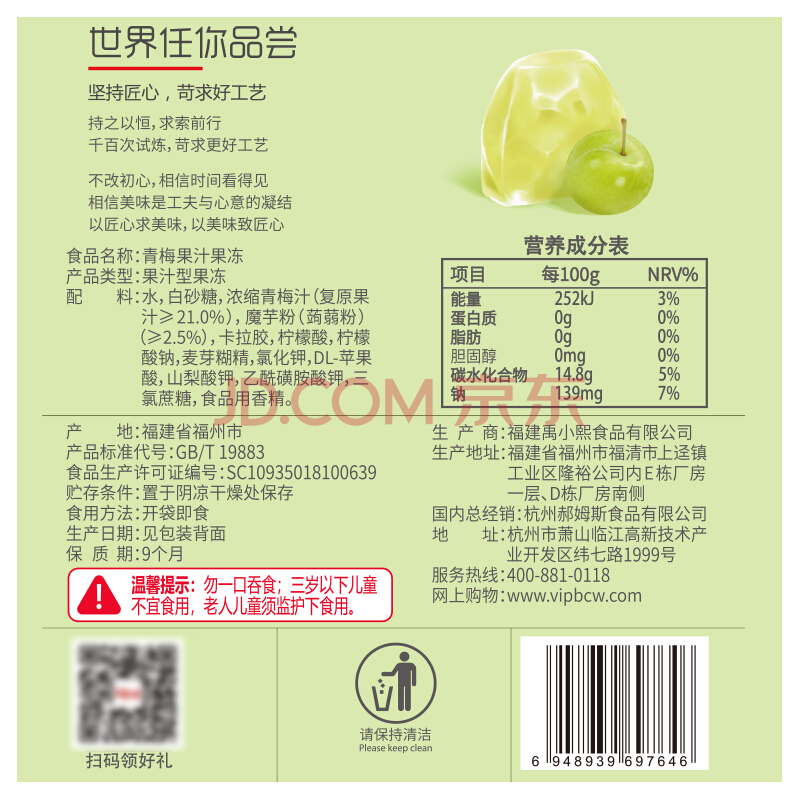 世界任你品尝
坚持匠心，苛求好工艺
持之以恒，求索前行
千百次试炼，苛求更好工艺
不改初心，相信时间看得见
相信美味是工夫与心意的凝结
以匠心求美味，以美味致匠心
食品名称：青梅果汁果冻
产品类型：果汁型果冻
配 料：水，白砂糖，浓缩青梅汁（复原果
汁≥21.0%），魔芋粉（蒟蒻粉）
（≥2.5%），卡拉胶，柠檬酸，柠檬
酸钠，麦芽糊精，氯化钾，DL-苹果
酸，山梨酸钾，乙酰磺胺酸钾，三
氯蔗糖，食品用香精。
营养成分表
项目 每100g NRV%
能量 252kJ 3%
蛋白质 0g 0%
脂肪 0g 0%
胆固醇 0mg 0%
碳水化合物 14.8g 5%
钠 139mg 7%
JD.COM 京东
产 地：福建省福州市
产品标准代号：GB/T 19883
食品生产许可证编号：SC10935018100639
贮存条件：置于阴凉干燥处保存
食用方法：开袋即食
生产日期：见包装背面
保 质 期：9个月
温馨提示：勿一口吞食；三岁以下儿童
不宜食用，老人儿童须监护下食用。
生 产 商：福建禹小熙食品有限公司
生产地址：福建省福州市福清市上迳镇
工业区隆裕公司内E栋厂房
一层、D栋厂房南侧
国内总经销：杭州郝姆斯食品有限公司
地 址：杭州市萧山临江高新技术产
业开发区纬七路1999号
服务热线：400-881-0118
网上购物：www.vipbcw.com
扫码领好礼
请保持清洁
Please keep clean
6 948939 697646